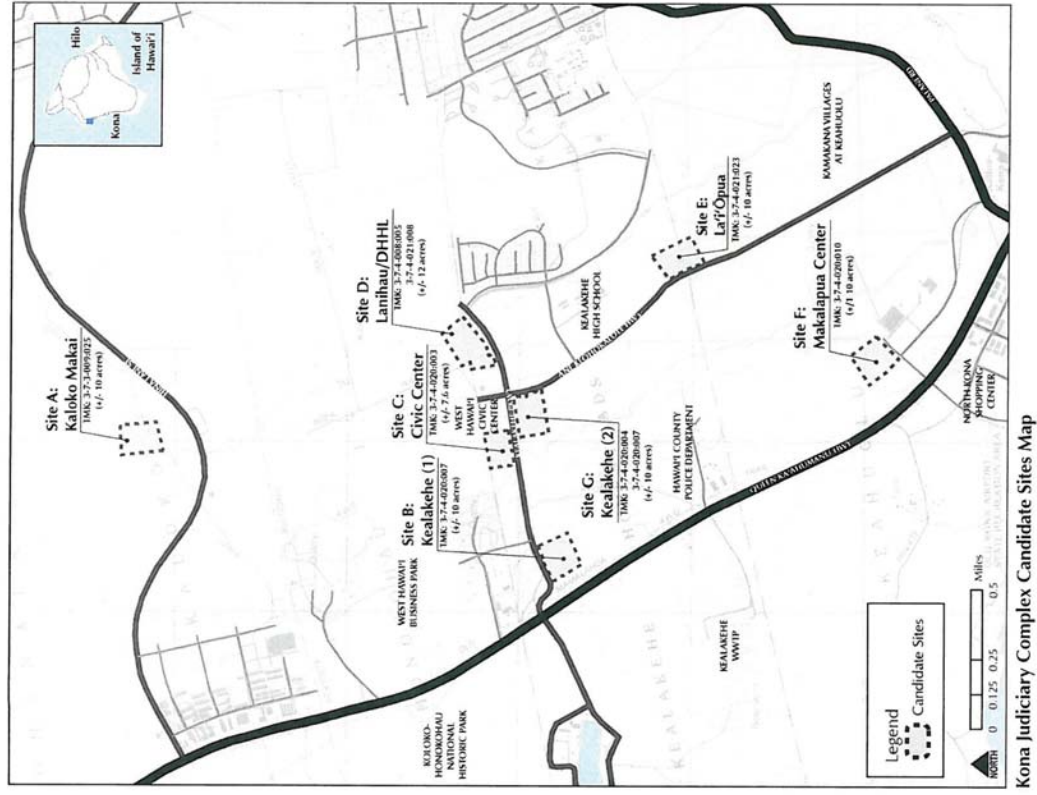 Hilo
Island of
Hawai'i
Kona
Site A:
Kaloko Makai
TMK: 3-7-3-009:025
(+/- 10 acres)
HINA LANI ST
Site D:
Lanihau/DHHL
TMK: 3-7-4-008:005
3-7-4-021:008
(+/- 12 acres)
Site C:
Civic Center
TMK: 3-7-4-020:003
(+/- 7.6 acres)
WEST
HAWAI'I
CIVIC
CENTER
Site B:
Kealakehe (1)
TMK: 3-7-4-020:007
(+/- 10 acres)
WEST HAWAI'I
BUSINESS PARK
KEALAKEHE
HIGH SCHOOL
Site E:
La'i'Ōpua
TMK: 3-7-4-021:023
(+/- 10 acres)
KAMAKANA VILLAGES
AT KEAHUOLU
PALANI RD
Site G:
Kealakehe (2)
TMK: 3-7-4-020:004
3-7-4-020:007
(+/- 10 acres)
HAWAI'I COUNTY
POLICE DEPARTMENT
QUEEN KA'AHUMANU HWY
Site F:
Makalapua Center
TMK: 3-7-4-020:010
(+/1 10 acres)
NORTH KONA
SHOPPING
CENTER
KOLOKO-
HONOKOHAU
NATIONAL
HISTORIC PARK
KEALAKEHE
WWTP
KEALAKEHE
Legend
Candidate Sites
NORTH
0 0.125 0.25 0.5
Miles
Kona Judiciary Complex Candidate Sites Map